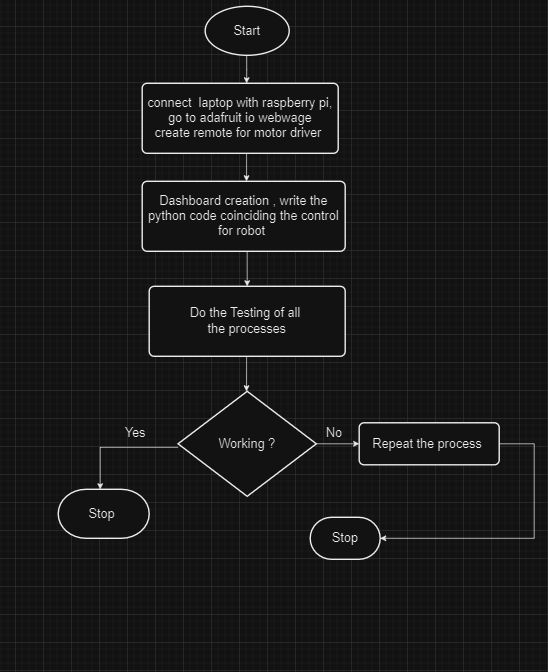 Start
connect laptop with raspberry pi,
go to adafruit io webwage
create remote for motor driver
Dashboard creation , write the
python code coinciding the control
for robot
Do the Testing of all
the processes
Working ?
Yes
No
Repeat the process
Stop
Stop